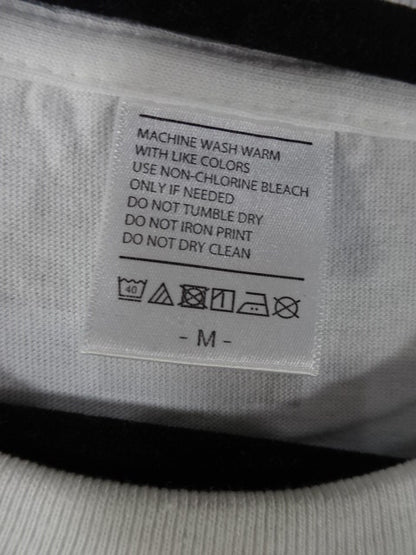 MACHINE WASH WARM
WITH LIKE COLORS
USE NON-CHLORINE BLEACH
ONLY IF NEEDED
DO NOT TUMBLE DRY
DO NOT IRON PRINT
DO NOT DRY CLEAN
40
- M -